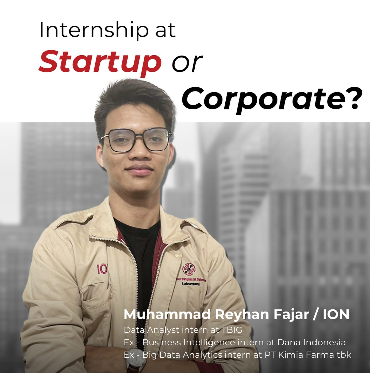 Internship at
Startup or
Corporate?
Muhammad Reyhan Fajar / ION
Data Analyst Intern at TBIG
Ex - Business Intelligence intern at Dana Indonesia
Ex - Big Data Analytics intern at PT Kimia Farma tbk